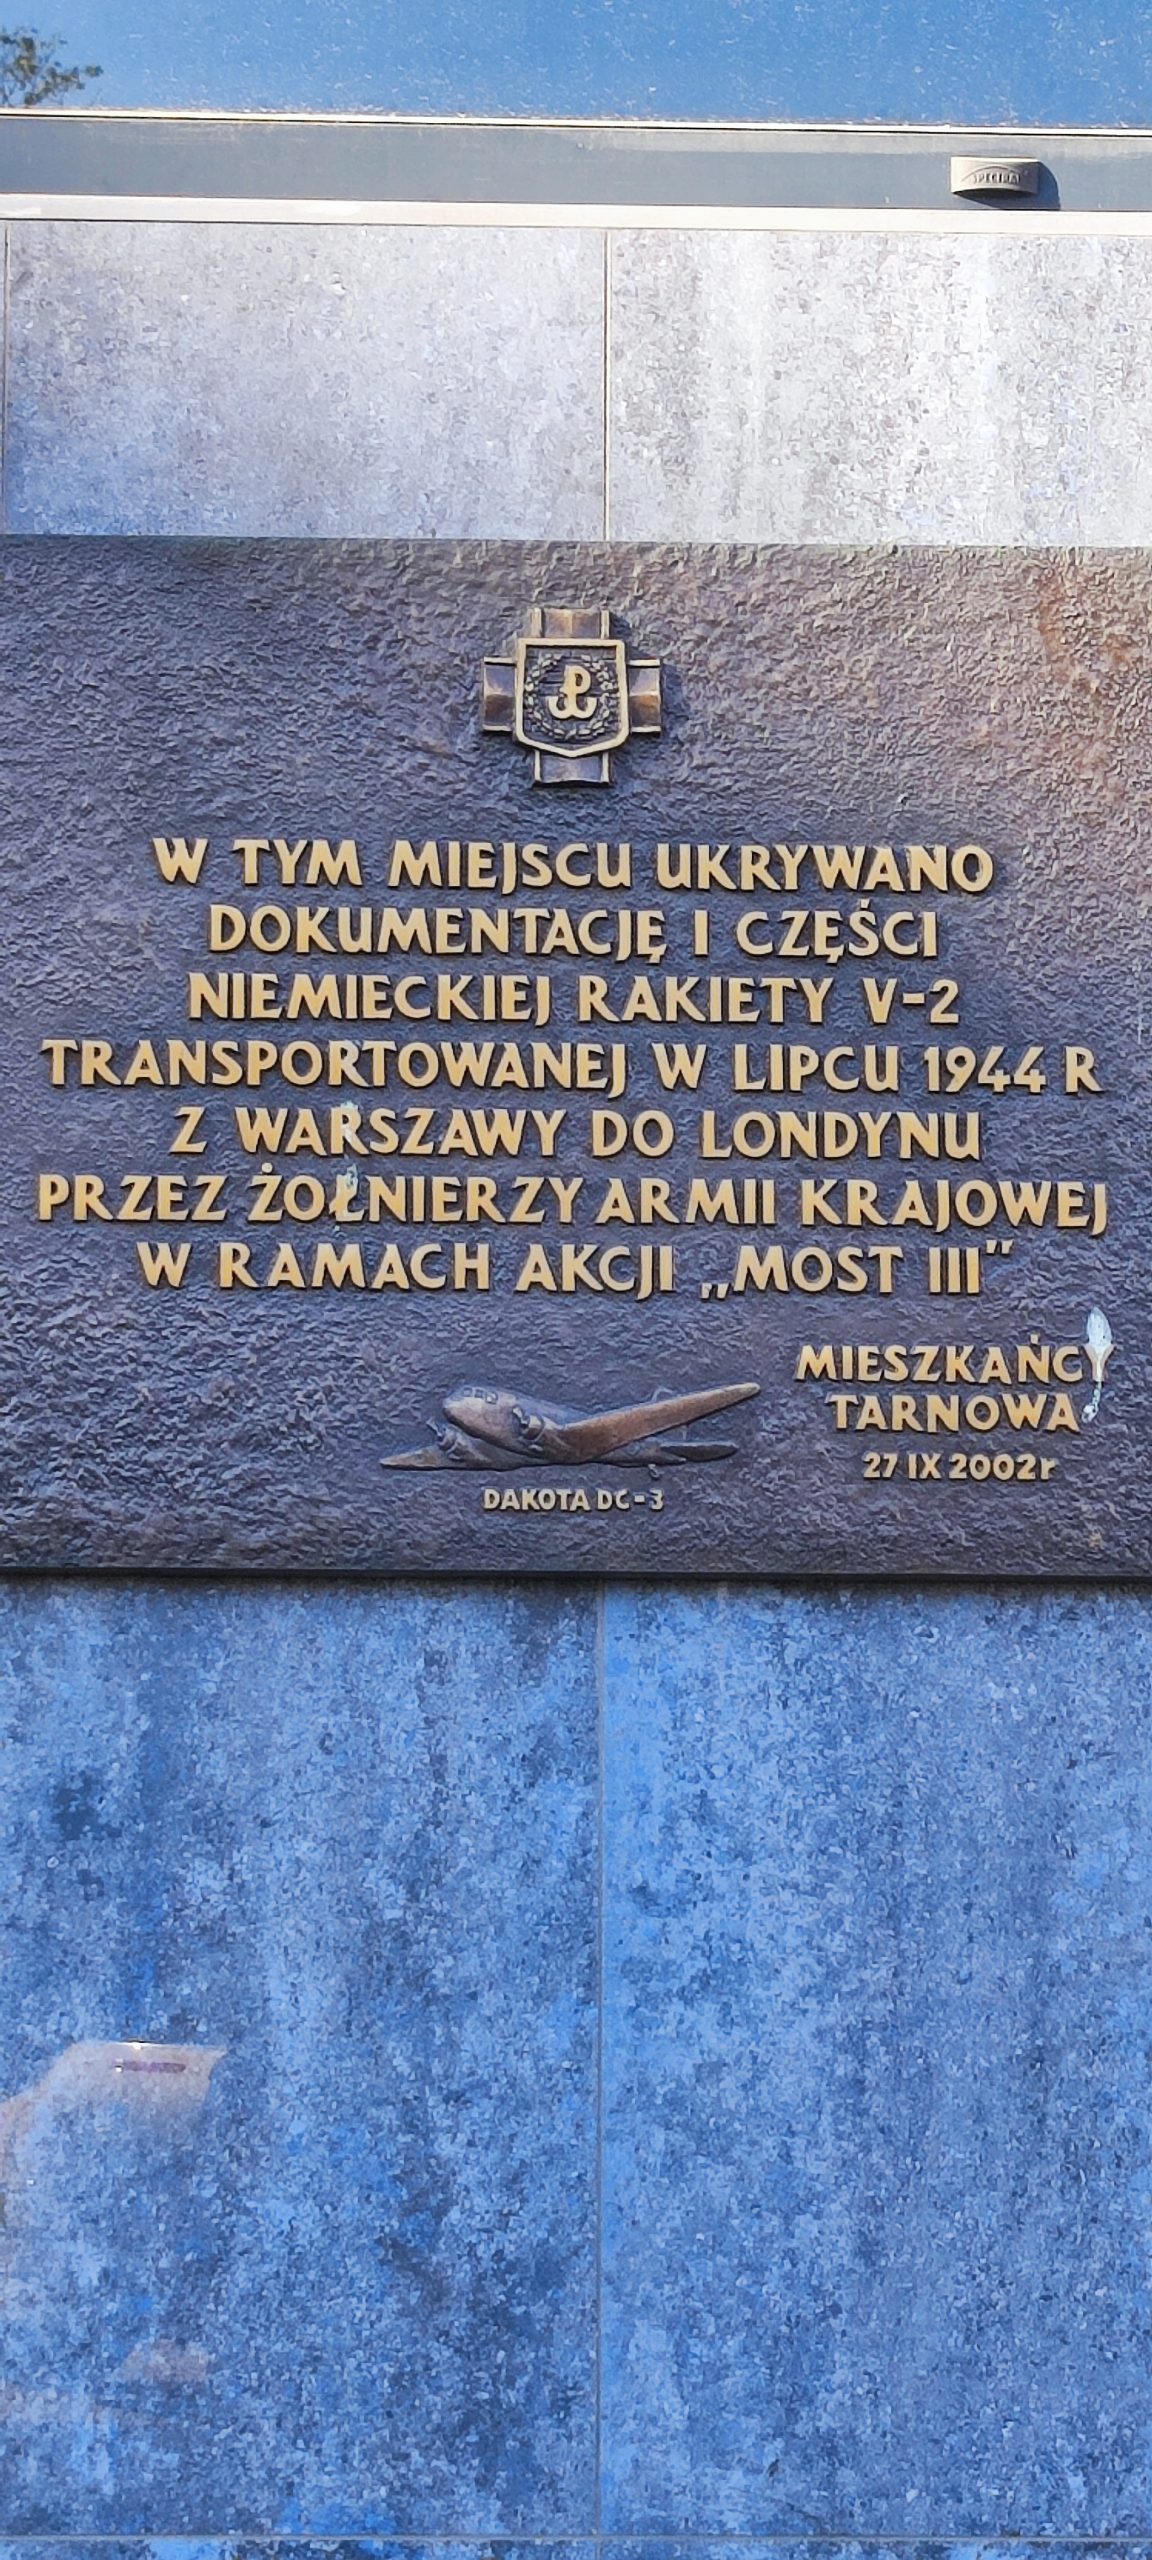 SPECIAL
W TYM MIEJSCU UKRYWANO
DOKUMENTACJĘ I CZĘŚCI
NIEMIECKIEJ RAKIETY V-2
TRANSPORTOWANEJ W LIPCU 1944 R
Z WARSZAWY DO LONDYNU
PRZEZ ŻOŁNIERZY ARMII KRAJOWEJ
W RAMACH AKCJI „MOST III"
MIESZKAŃCY
TARNOWA
27 IX 2002r
DAKOTA DC-3